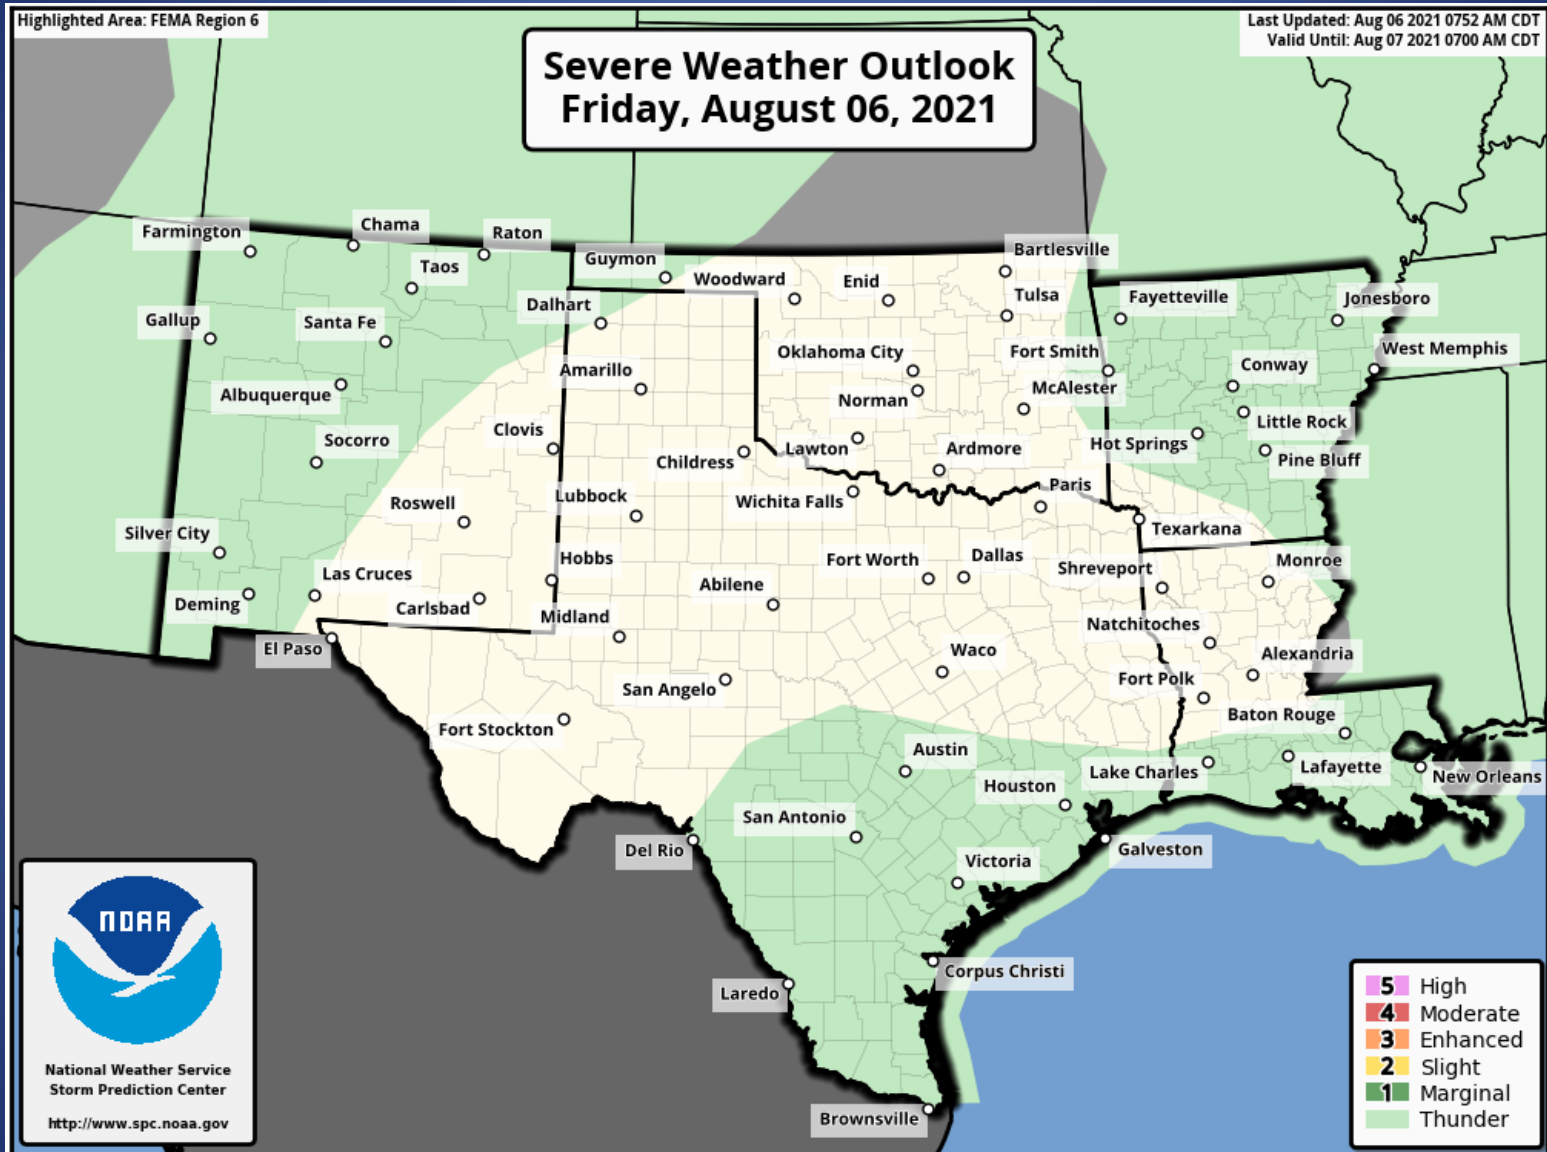 Highlighted Area: FEMA Region 6
Last Updated: Aug 06 2021 0752 AM CDT
Valid Until: Aug 07 2021 0700 AM CDT
Severe Weather Outlook
Friday, August 06, 2021
Farmington
Chama
Raton
Taos
Guymon
Woodward
Enid
Bartlesville
Tulsa
Dalhart
Gallup
Santa Fe
Fayetteville
Jonesboro
West Memphis
Oklahoma City
Fort Smith
Amarillo
Conway
Albuquerque
Norman
McAlester
Little Rock
Clovis
Socorro
Childress
Lawton
Ardmore
Hot Springs
Pine Bluff
Roswell
Lubbock
Wichita Falls
Paris
Texarkana
Silver City
Las Cruces
Hobbs
Fort Worth
Dallas
Shreveport
Monroe
Deming
Carlsbad
Midland
Abilene
Natchitoches
El Paso
Waco
Alexandria
San Angelo
Fort Polk
Fort Stockton
Baton Rouge
Austin
Lake Charles
Lafayette
New Orleans
Houston
San Antonio
Del Rio
Victoria
Galveston
Corpus Christi
Laredo
Brownsville
NOAA
National Weather Service
Storm Prediction Center
http://www.spc.noaa.gov
5 High
4 Moderate
3 Enhanced
2 Slight
1 Marginal
Thunder